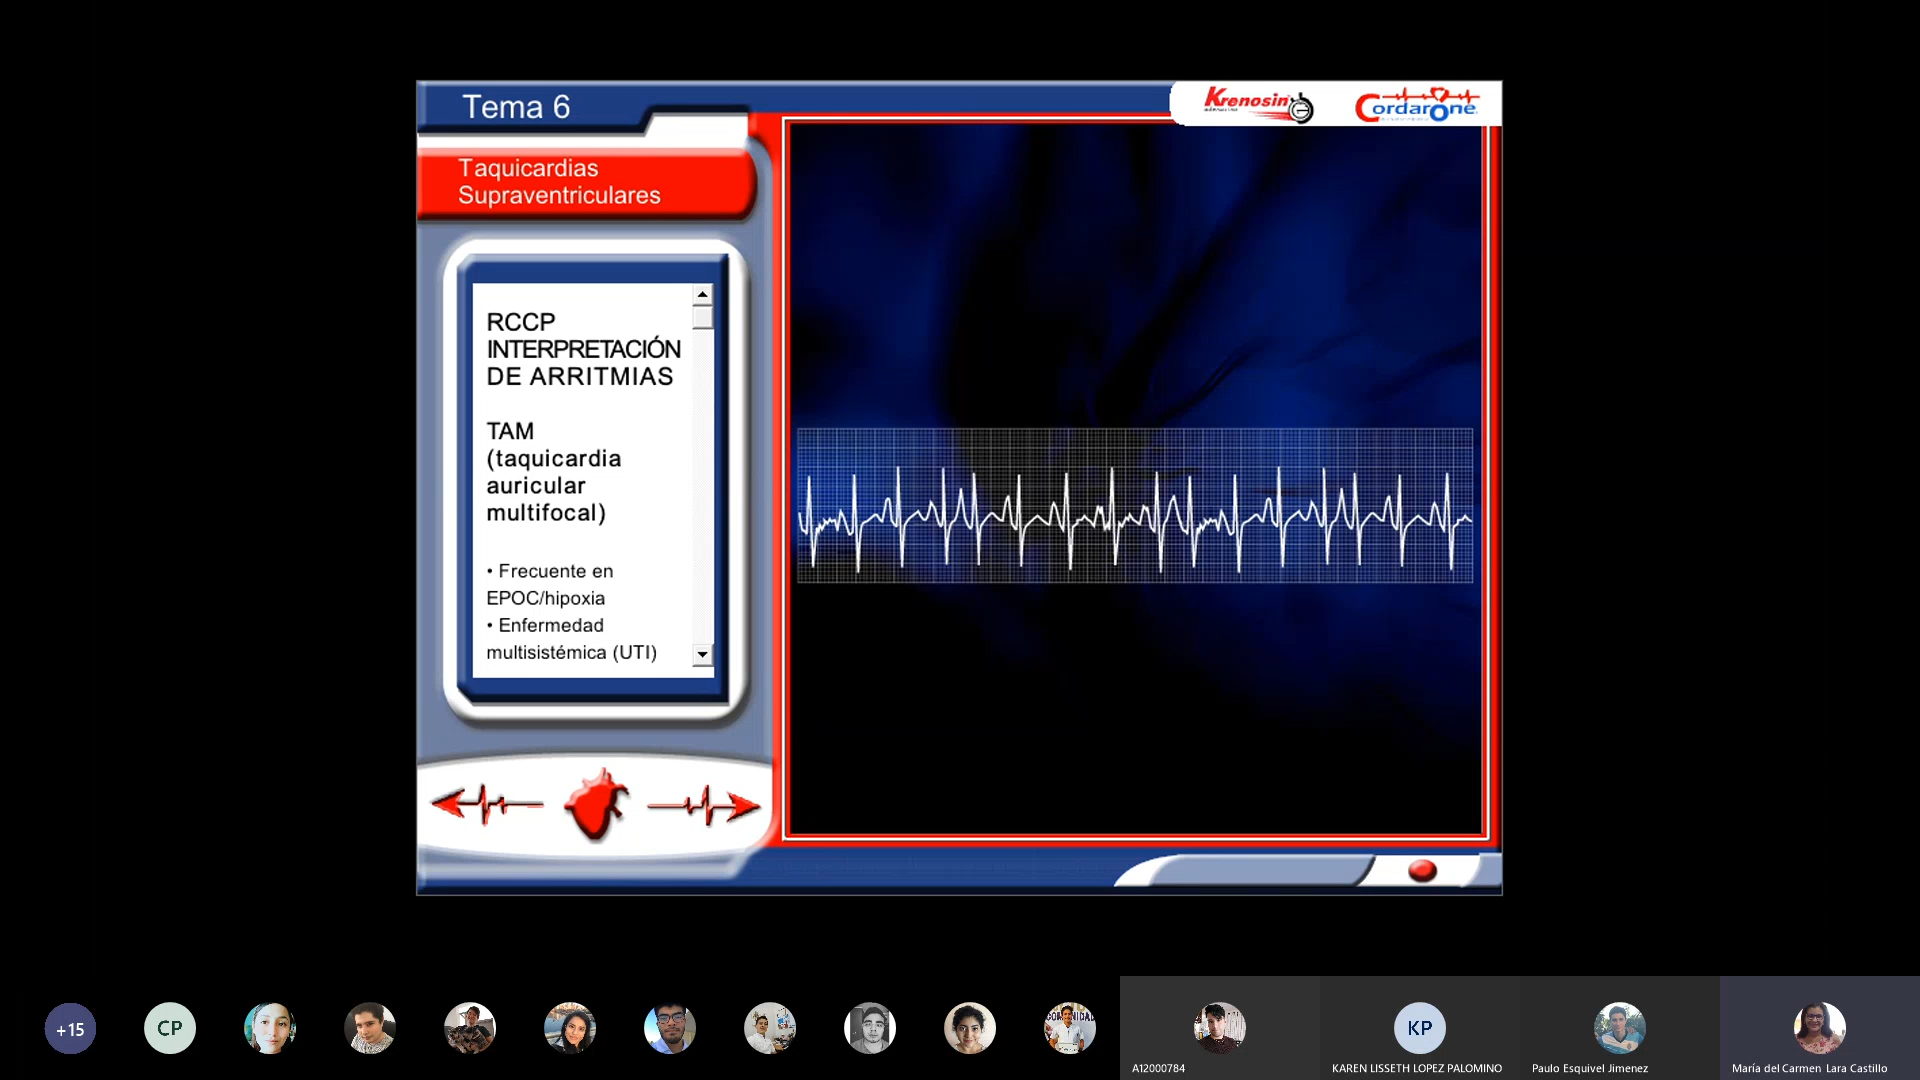 Tema 6
Krenosin
CordarOne
Taquicardias
Supraventriculares
RCCP
INTERPRETACIÓN
DE ARRITMIAS
TAM
(taquicardia
auricular
multifocal)
• Frecuente en
EPOC/hipoxia
• Enfermedad
multisistémica (UTI)
+15
CP
KP
A12000784
KAREN LISSETH LOPEZ PALOMINO
Paulo Esquivel Jimenez
María del Carmen Lara Castillo